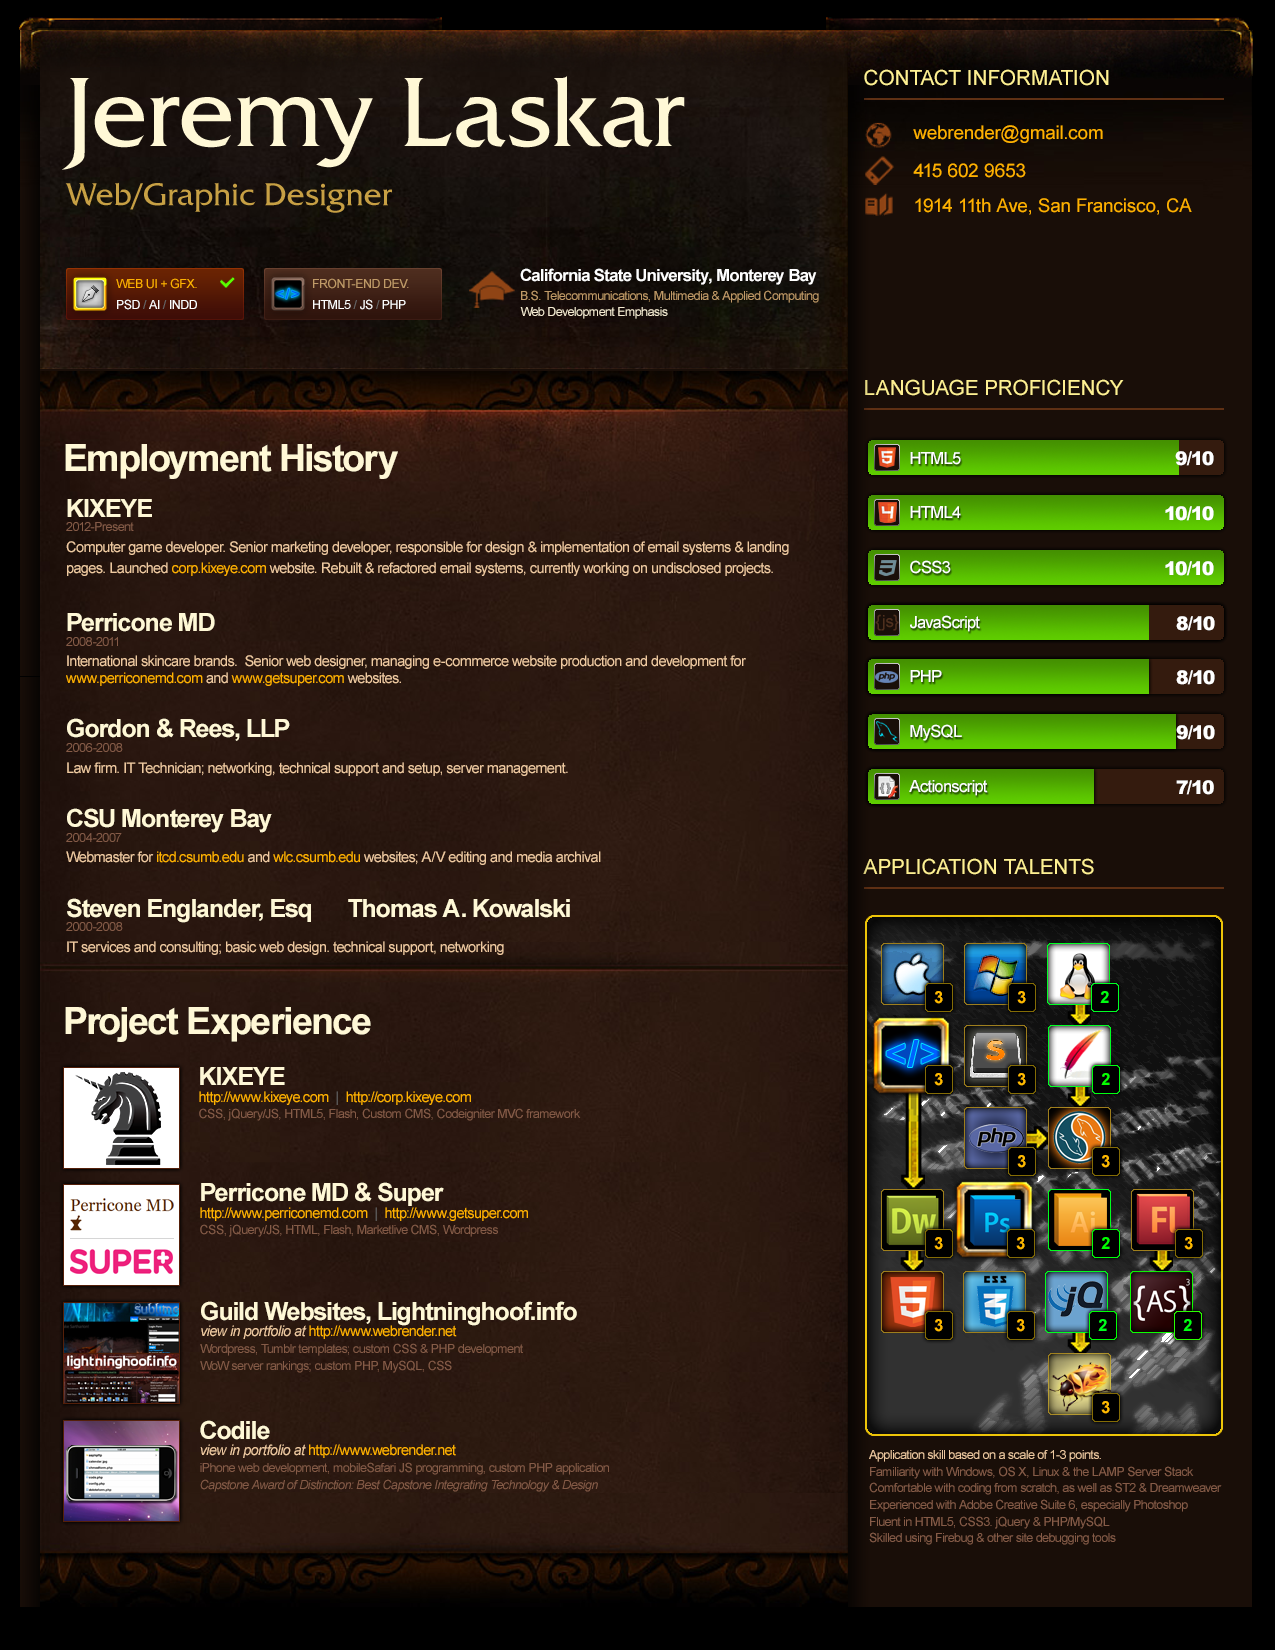 Jeremy Laskar
Web/Graphic Designer
WEB UI + GFX.
PSD / AI / INDD
FRONT-END DEV.
HTML5 / JS / PHP
California State University, Monterey Bay
B.S. Telecommunications, Multimedia & Applied Computing
Web Development Emphasis
Employment History
KIXEYE
2012-Present
Computer game developer. Senior marketing developer, responsible for design & implementation of email systems & landing
pages. Launched corp.kixeye.com website. Rebuilt & refactored email systems, currently working on undisclosed projects.
Perricone MD
2008-2011
International skincare brands. Senior web designer, managing e-commerce website production and development for
www.perriconemd.com and www.getsuper.com websites.
Gordon & Rees, LLP
2006-2008
Law firm. IT Technician; networking, technical support and setup, server management.
CSU Monterey Bay
2004-2007
Webmaster for itcd.csumb.edu and wlc.csumb.edu websites; A/V editing and media archival
Steven Englander, Esq Thomas A. Kowalski
2000-2008
IT services and consulting; basic web design. technical support, networking
Project Experience
KIXEYE
http://www.kixeye.com | http://corp.kixeye.com
CSS, jQuery/JS, HTML5, Flash, Custom CMS, Codeigniter MVC framework
Perricone MD
SUPER
Perricone MD & Super
http://www.perriconemd.com | http://www.getsuper.com
CSS, jQuery/JS, HTML, Flash, Marketlive CMS, Wordpress
sublime
lightninghoof.info
Guild Websites, Lightninghoof.info
view in portfolio at http://www.webrender.net
Wordpress, Tumblr templates; custom CSS & PHP development
WoW server rankings; custom PHP, MySQL, CSS
Codile
view in portfolio at http://www.webrender.net
iPhone web development, mobileSafari JS programming, custom PHP application
Capstone Award of Distinction: Best Capstone Integrating Technology & Design
CONTACT INFORMATION
webrender@gmail.com
415 602 9653
1914 11th Ave, San Francisco, CA
LANGUAGE PROFICIENCY
5 HTML5 9/10
4 HTML4 10/10
3 CSS3 10/10
{js} JavaScript 8/10
php PHP 8/10
MySQL 9/10
Actionscript 7/10
APPLICATION TALENTS
3 3 2
</> 3 S 3 2
php 3 3
Dw 3 Ps 3 Ai 2 Fl 3
5 3 CSS 3 3 jQ 2 {AS}3 2
3
Application skill based on a scale of 1-3 points.
Familiarity with Windows, OS X, Linux & the LAMP Server Stack
Comfortable with coding from scratch, as well as ST2 & Dreamweaver
Experienced with Adobe Creative Suite 6, especially Photoshop
Fluent in HTML5, CSS3. jQuery & PHP/MySQL
Skilled using Firebug & other site debugging tools